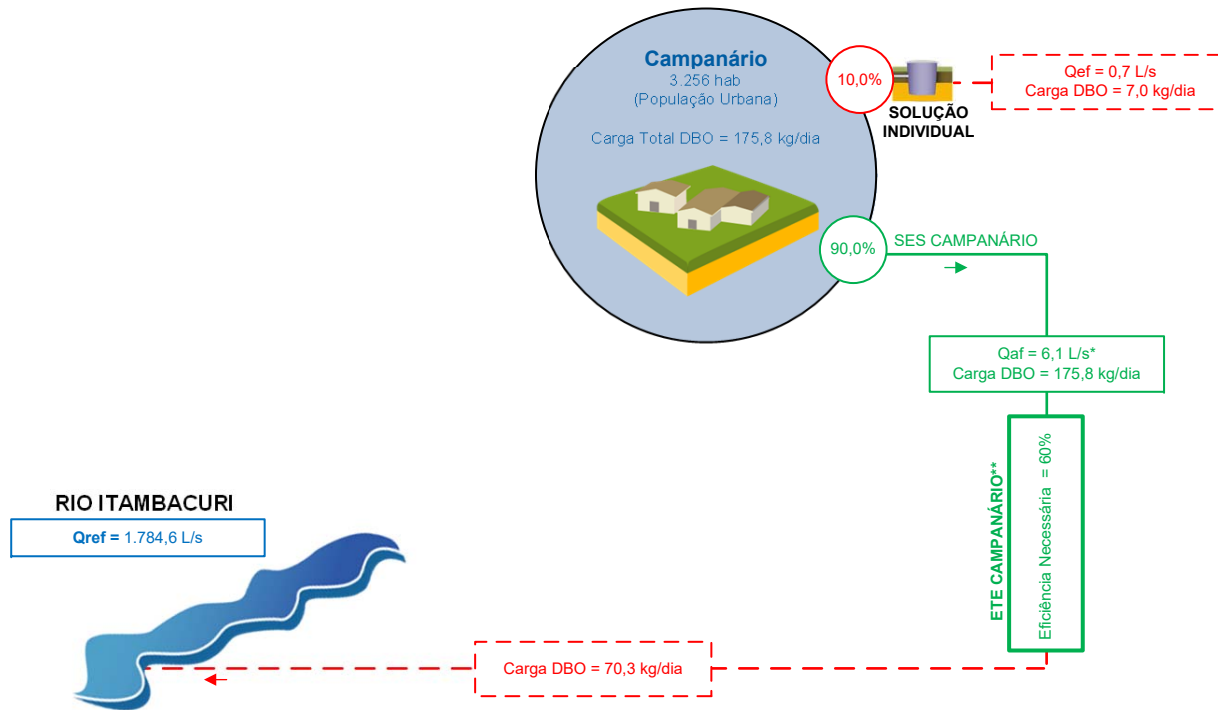 Campanário
3.256 hab
(População Urbana)
Carga Total DBO = 175,8 kg/dia
10,0%
SOLUÇÃO
INDIVIDUAL
Qef = 0,7 L/s
Carga DBO = 7,0 kg/dia
90,0%
SES CAMPANÁRIO
Qaf = 6,1 L/s*
Carga DBO = 175,8 kg/dia
ETE CAMPANÁRIO**
Eficiência Necessária = 60%
RIO ITAMBACURI
Qref = 1.784,6 L/s
Carga DBO = 70,3 kg/dia